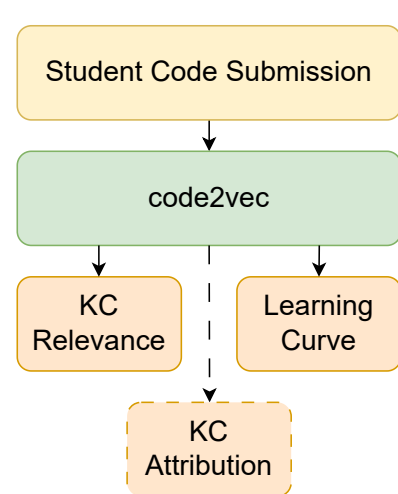 Student Code Submission
code2vec
KC
Relevance
Learning
Curve
KC
Attribution